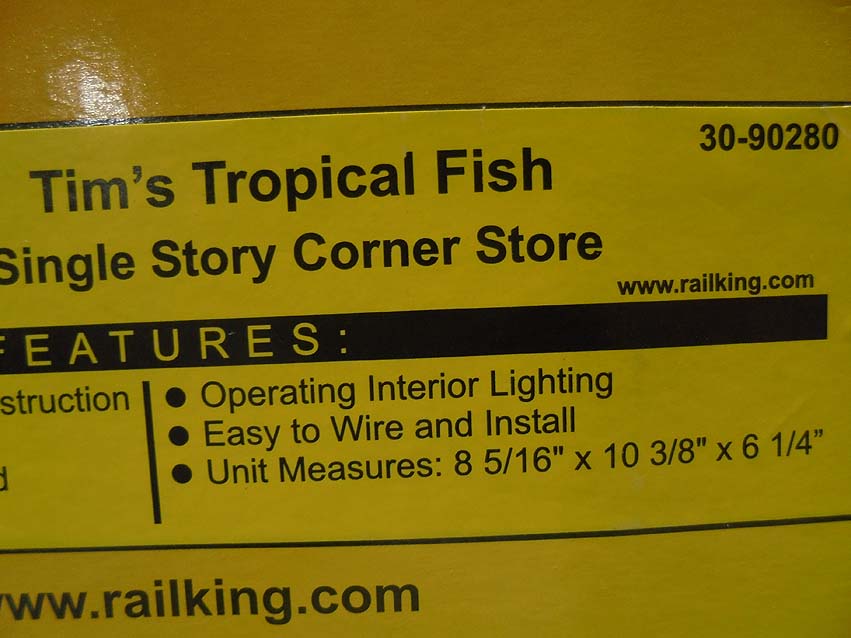 30-90280
Tim's Tropical Fish
Single Story Corner Store
www.railking.com
FEATURES:
struction
● Operating Interior Lighting
● Easy to Wire and Install
● Unit Measures: 8 5/16" x 10 3/8" x 6 1/4”
d
www.railking.com